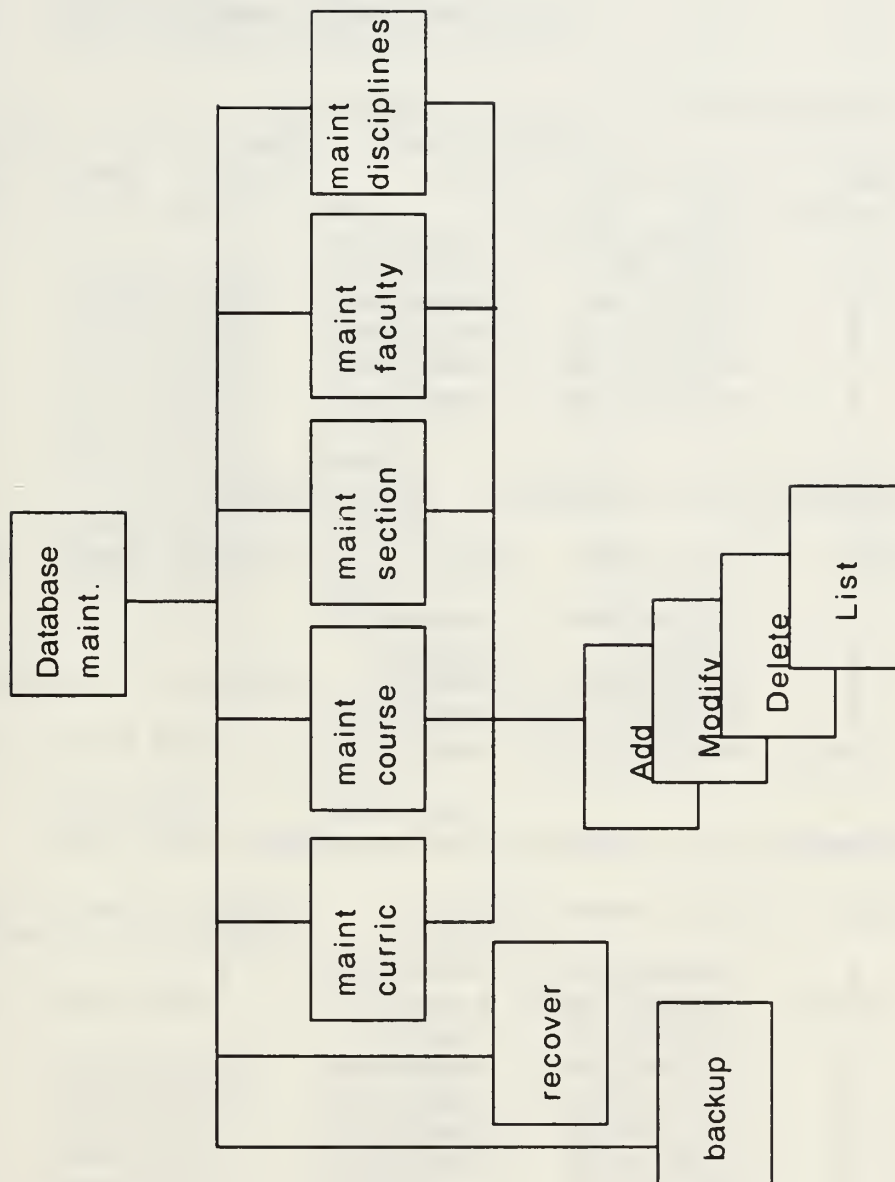 Database
maint.
maint
curric
maint
course
maint
section
maint
faculty
maint
disciplines
recover
backup
Add
Modify
Delete
List